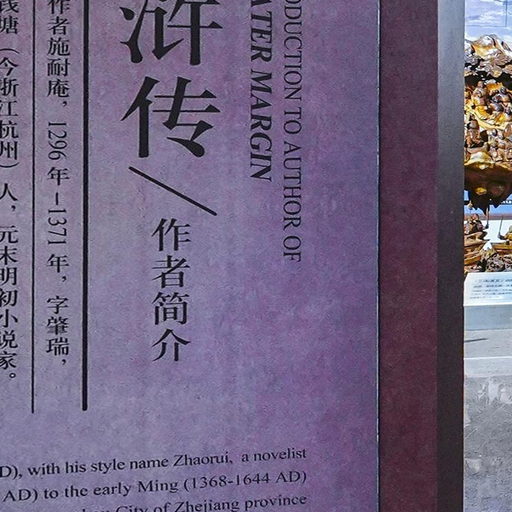 ODUCTION TO AUTHOR OF
ATER MARGIN
浒传/作者简介
作者施耐庵，1296年—1371年，字肇瑞，
钱塘（今浙江杭州）人，元末明初小说家。
D), with his style name Zhaorui, a novelist
AD) to the early Ming (1368-1644 AD)
City of Zhejiang province